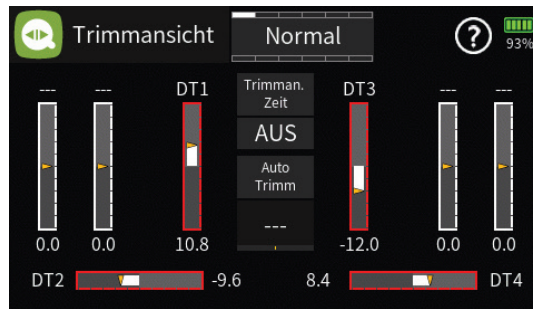 Trimmansicht
Normal
?
93%
--- --- DT1 Trimman. DT3 --- ---
Zeit
AUS
Auto
Trimm
---
0.0 0.0 10.8 -12.0 0.0 0.0
DT2 -9.6 8.4 DT4